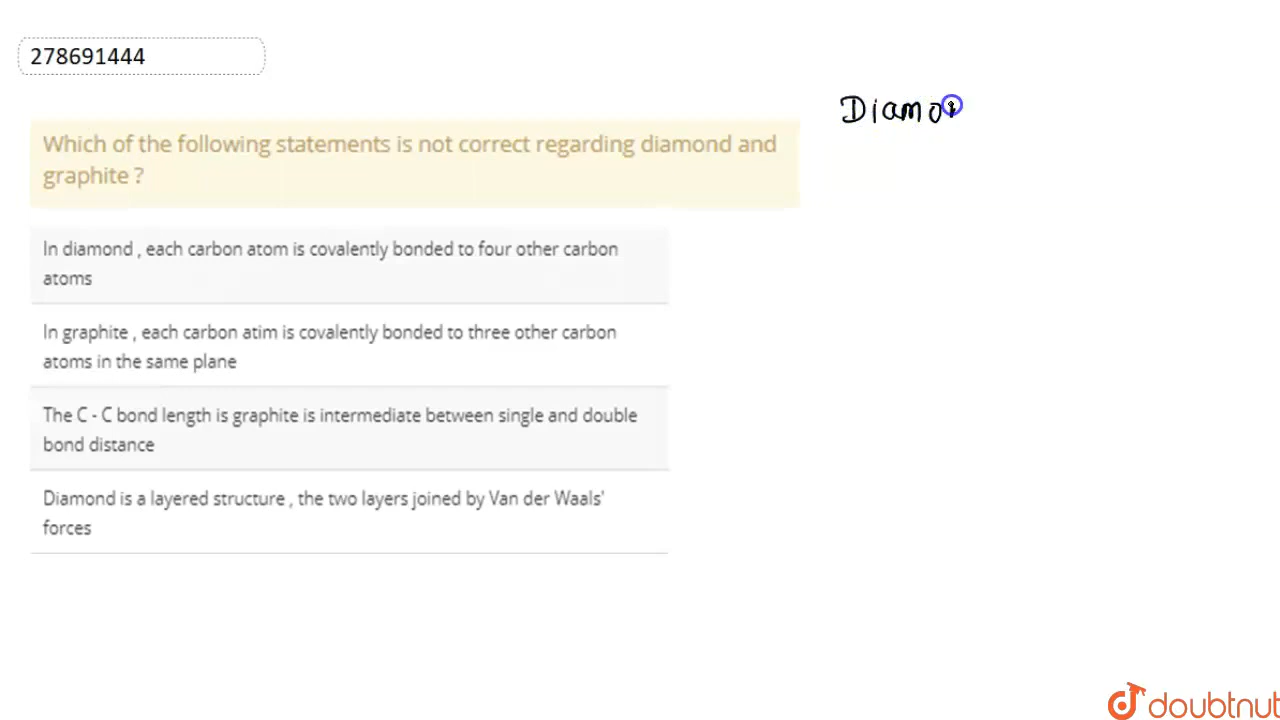 278691444
Diamon
Which of the following statements is not correct regarding diamond and
graphite ?
In diamond , each carbon atom is covalently bonded to four other carbon
atoms
In graphite , each carbon atim is covalently bonded to three other carbon
atoms in the same plane
The C - C bond length is graphite is intermediate between single and double
bond distance
Diamond is a layered structure , the two layers joined by Van der Waals'
forces
doubtnut